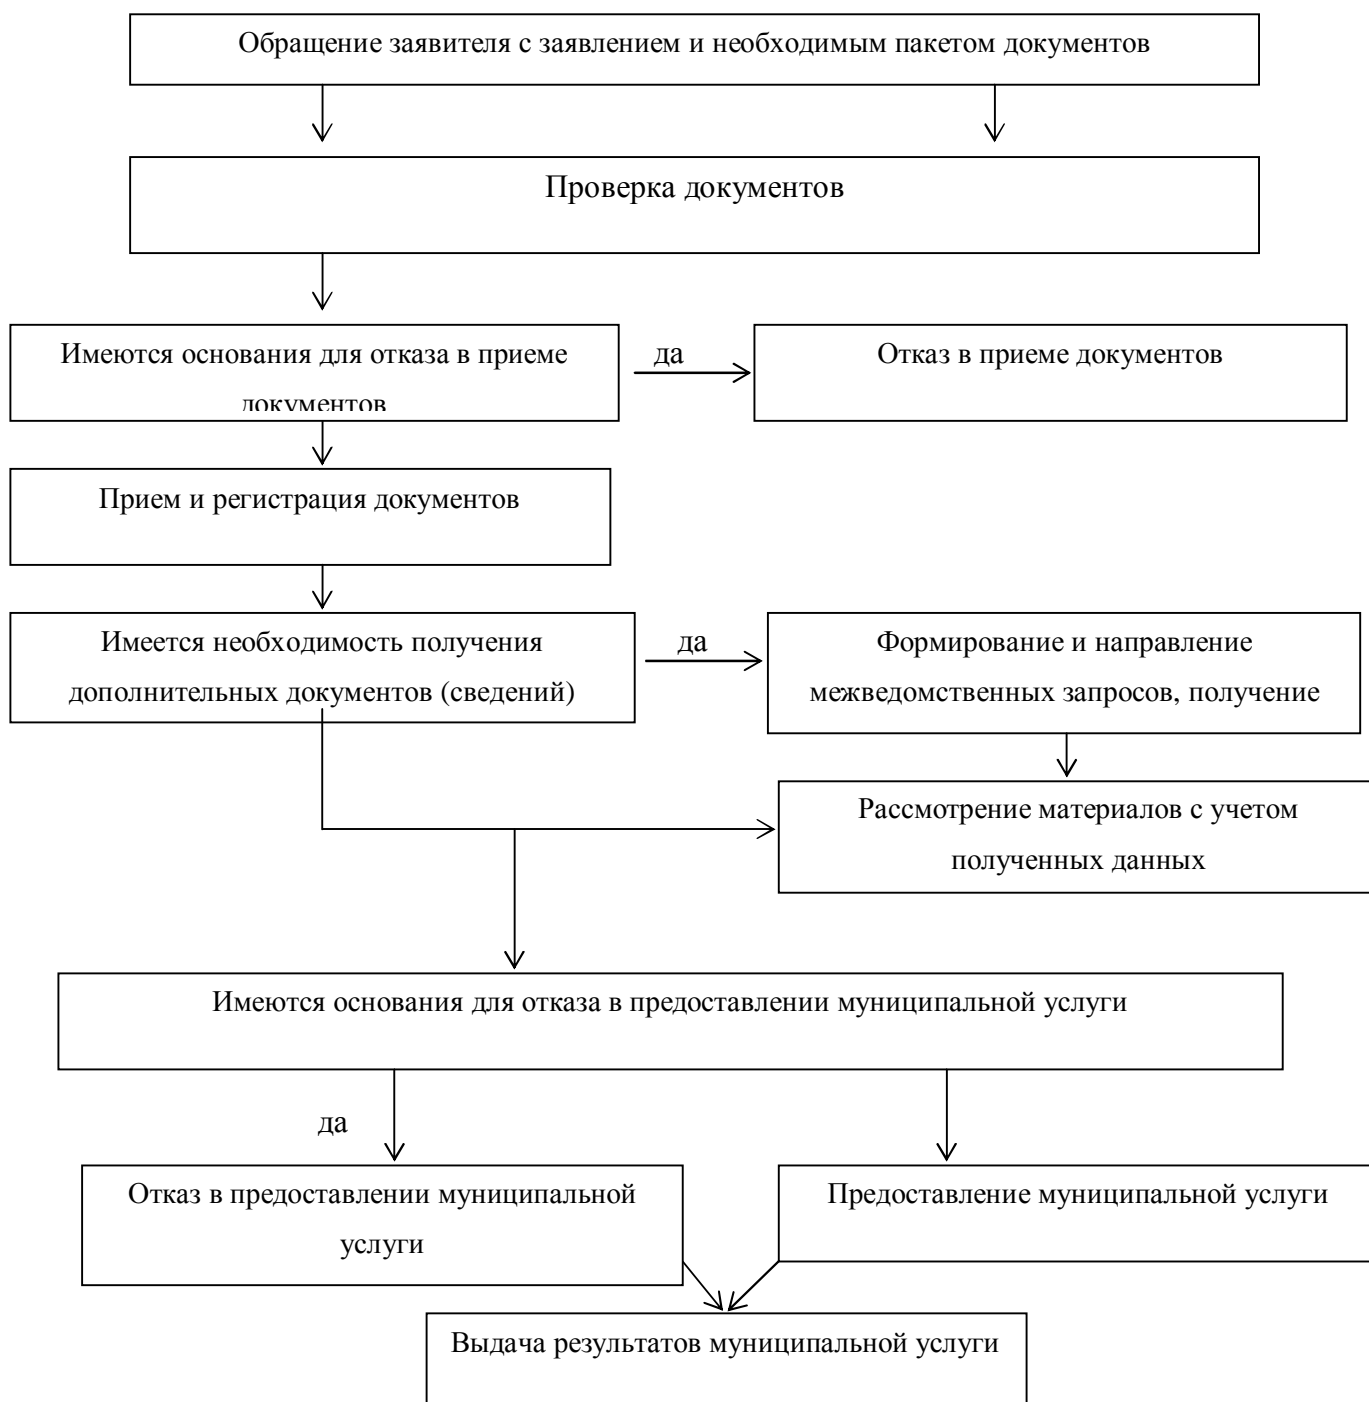 Обращение заявителя с заявлением и необходимым пакетом документов
Проверка документов
Имеются основания для отказа в приеме
документов
да
Отказ в приеме документов
Прием и регистрация документов
Имеется необходимость получения
дополнительных документов (сведений)
да
Формирование и направление
межведомственных запросов, получение
Рассмотрение материалов с учетом
полученных данных
Имеются основания для отказа в предоставлении муниципальной услуги
да
Отказ в предоставлении муниципальной
услуги
Предоставление муниципальной услуги
Выдача результатов муниципальной услуги